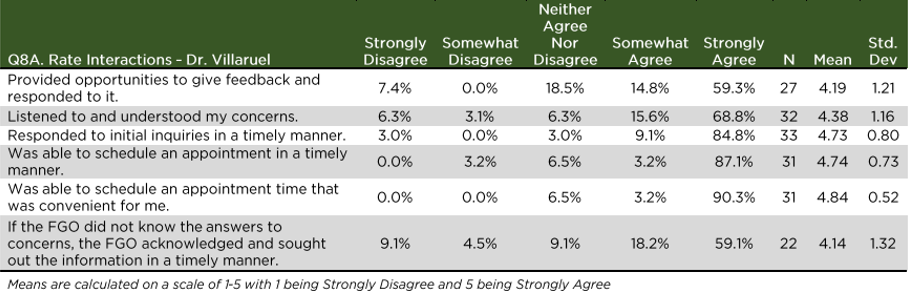 Q8A. Rate Interactions - Dr. Villaruel Strongly Disagree Somewhat Disagree Neither Agree Nor Disagree Somewhat Agree Strongly Agree N Mean Std. Dev
Provided opportunities to give feedback and
responded to it. 7.4% 0.0% 18.5% 14.8% 59.3% 27 4.19 1.21
Listened to and understood my concerns. 6.3% 3.1% 6.3% 15.6% 68.8% 32 4.38 1.16
Responded to initial inquiries in a timely manner. 3.0% 0.0% 3.0% 9.1% 84.8% 33 4.73 0.80
Was able to schedule an appointment in a timely
manner. 0.0% 3.2% 6.5% 3.2% 87.1% 31 4.74 0.73
Was able to schedule an appointment time that
was convenient for me. 0.0% 0.0% 6.5% 3.2% 90.3% 31 4.84 0.52
If the FGO did not know the answers to
concerns, the FGO acknowledged and sought
out the information in a timely manner. 9.1% 4.5% 9.1% 18.2% 59.1% 22 4.14 1.32
Means are calculated on a scale of 1-5 with 1 being Strongly Disagree and 5 being Strongly Agree